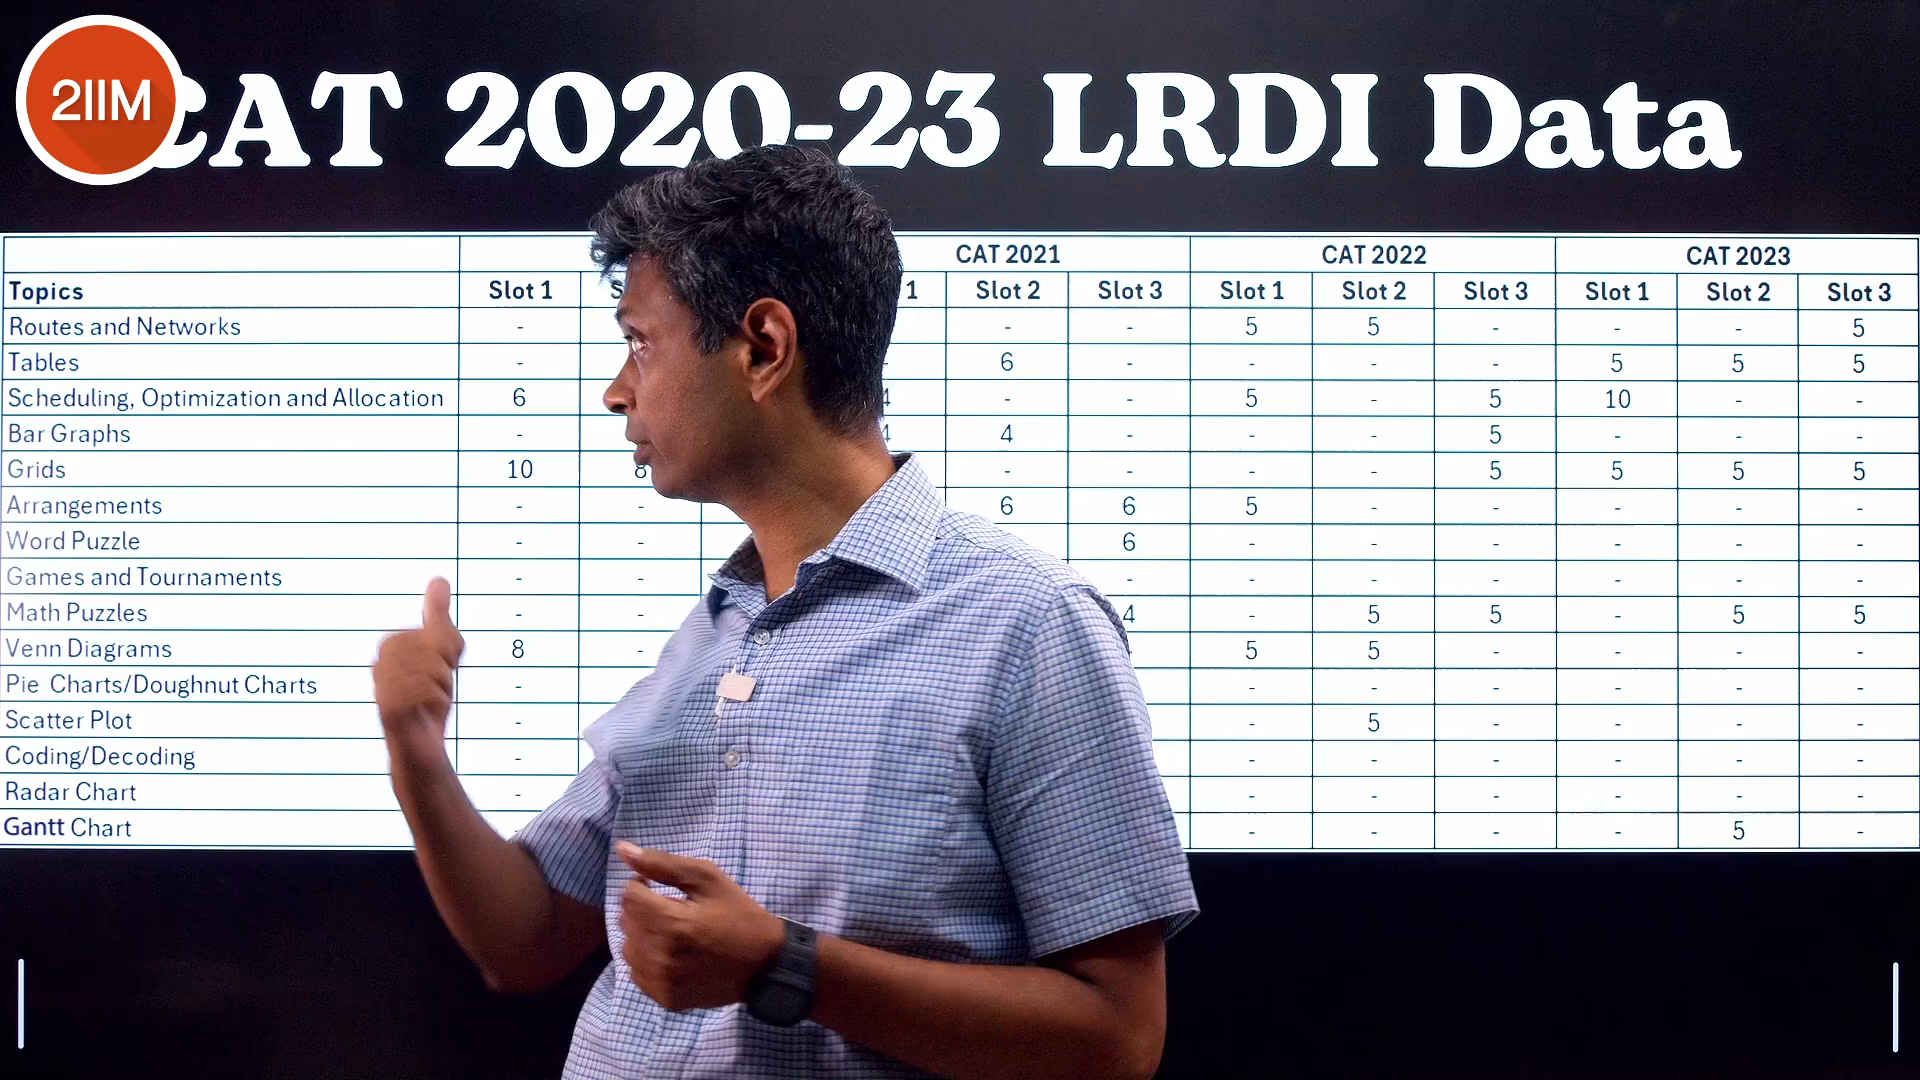 2IIM
CAT 2020-23 LRDI Data
CAT 2021 CAT 2022 CAT 2023
Topics Slot 1 1 Slot 2 Slot 3 Slot 1 Slot 2 Slot 3 Slot 1 Slot 2 Slot 3
Routes and Networks - - - 5 5 - - - 5
Tables - 6 - - - - 5 5 5
Scheduling, Optimization and Allocation 6 - - 5 - 5 10 - -
Bar Graphs - 4 - - - 5 - - -
Grids 10 8 - - - - 5 5 5 5
Arrangements - - 6 6 5 - - - - -
Word Puzzle - - 6 - - - - - -
Games and Tournaments - - - - - - - - -
Math Puzzles - - 4 - 5 5 - 5 5
Venn Diagrams 8 - 5 5 - - - -
Pie Charts/Doughnut Charts - - - - - - -
Scatter Plot - - 5 - - - -
Coding/Decoding - - - - - - -
Radar Chart - - - - - - -
Gantt Chart - - - - 5 -